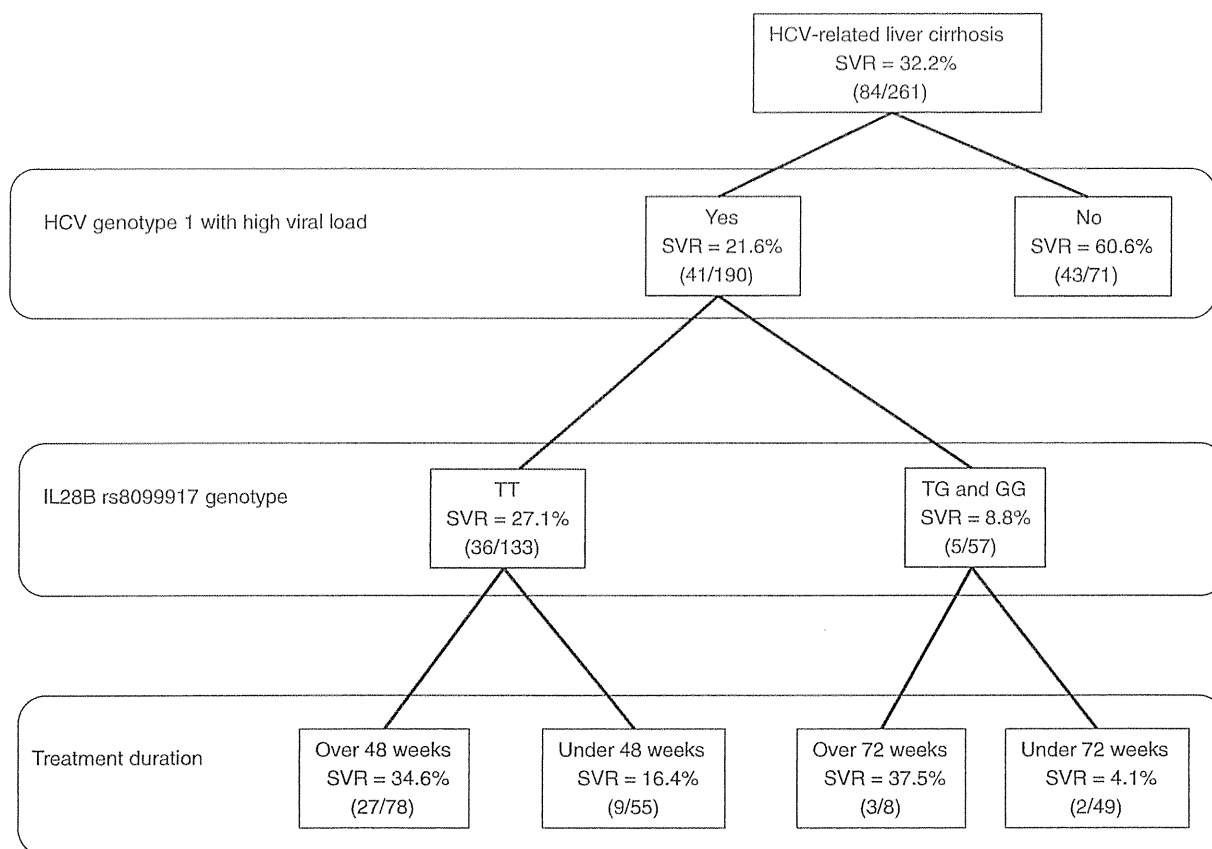 HCV-related liver cirrhosis
SVR = 32.2%
(84/261)
HCV genotype 1 with high viral load
Yes
SVR = 21.6%
(41/190)
No
SVR = 60.6%
(43/71)
IL28B rs8099917 genotype
TT
SVR = 27.1%
(36/133)
TG and GG
SVR = 8.8%
(5/57)
Treatment duration
Over 48 weeks
SVR = 34.6%
(27/78)
Under 48 weeks
SVR = 16.4%
(9/55)
Over 72 weeks
SVR = 37.5%
(3/8)
Under 72 weeks
SVR = 4.1%
(2/49)